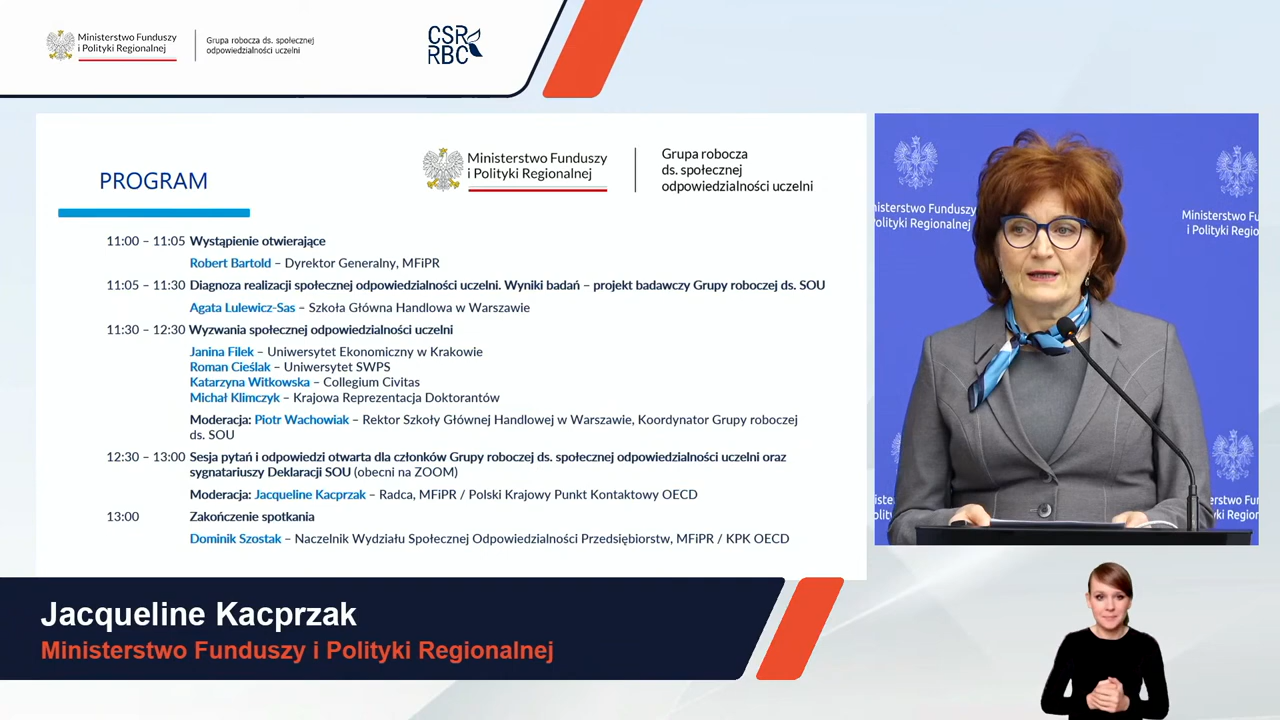 Ministerstwo Funduszy
i Polityki Regionalnej
Grupa robocza ds. społecznej
odpowiedzialności uczelni
CSR
RBC
PROGRAM
Ministerstwo Funduszy
i Polityki Regionalnej
Grupa robocza
ds. społecznej
odpowiedzialności uczelni
11:00 – 11:05 Wystąpienie otwierające
Robert Bartold – Dyrektor Generalny, MFiPR
11:05 – 11:30 Diagnoza realizacji społecznej odpowiedzialności uczelni. Wyniki badań – projekt badawczy Grupy roboczej ds. SOU
Agata Lulewicz-Sas – Szkoła Główna Handlowa w Warszawie
11:30 – 12:30 Wyzwania społecznej odpowiedzialności uczelni
Janina Filek – Uniwersytet Ekonomiczny w Krakowie
Roman Cieślak – Uniwersytet SWPS
Katarzyna Witkowska – Collegium Civitas
Michał Klimczyk – Krajowa Reprezentacja Doktorantów
Moderacja: Piotr Wachowiak – Rektor Szkoły Głównej Handlowej w Warszawie, Koordynator Grupy roboczej
ds. SOU
12:30 – 13:00 Sesja pytań i odpowiedzi otwarta dla członków Grupy roboczej ds. społecznej odpowiedzialności uczelni oraz
sygnatariuszy Deklaracji SOU (obecni na ZOOM)
Moderacja: Jacqueline Kacprzak – Radca, MFiPR / Polski Krajowy Punkt Kontaktowy OECD
13:00 Zakończenie spotkania
Dominik Szostak – Naczelnik Wydziału Społecznej Odpowiedzialności Przedsiębiorstw, MFiPR / KPK OECD
nisterstwo Funduszy
Polityki Regionalnej
Ministerstwo Fundu
i Polityki Regio
Jacqueline Kacprzak
Ministerstwo Funduszy i Polityki Regionalnej